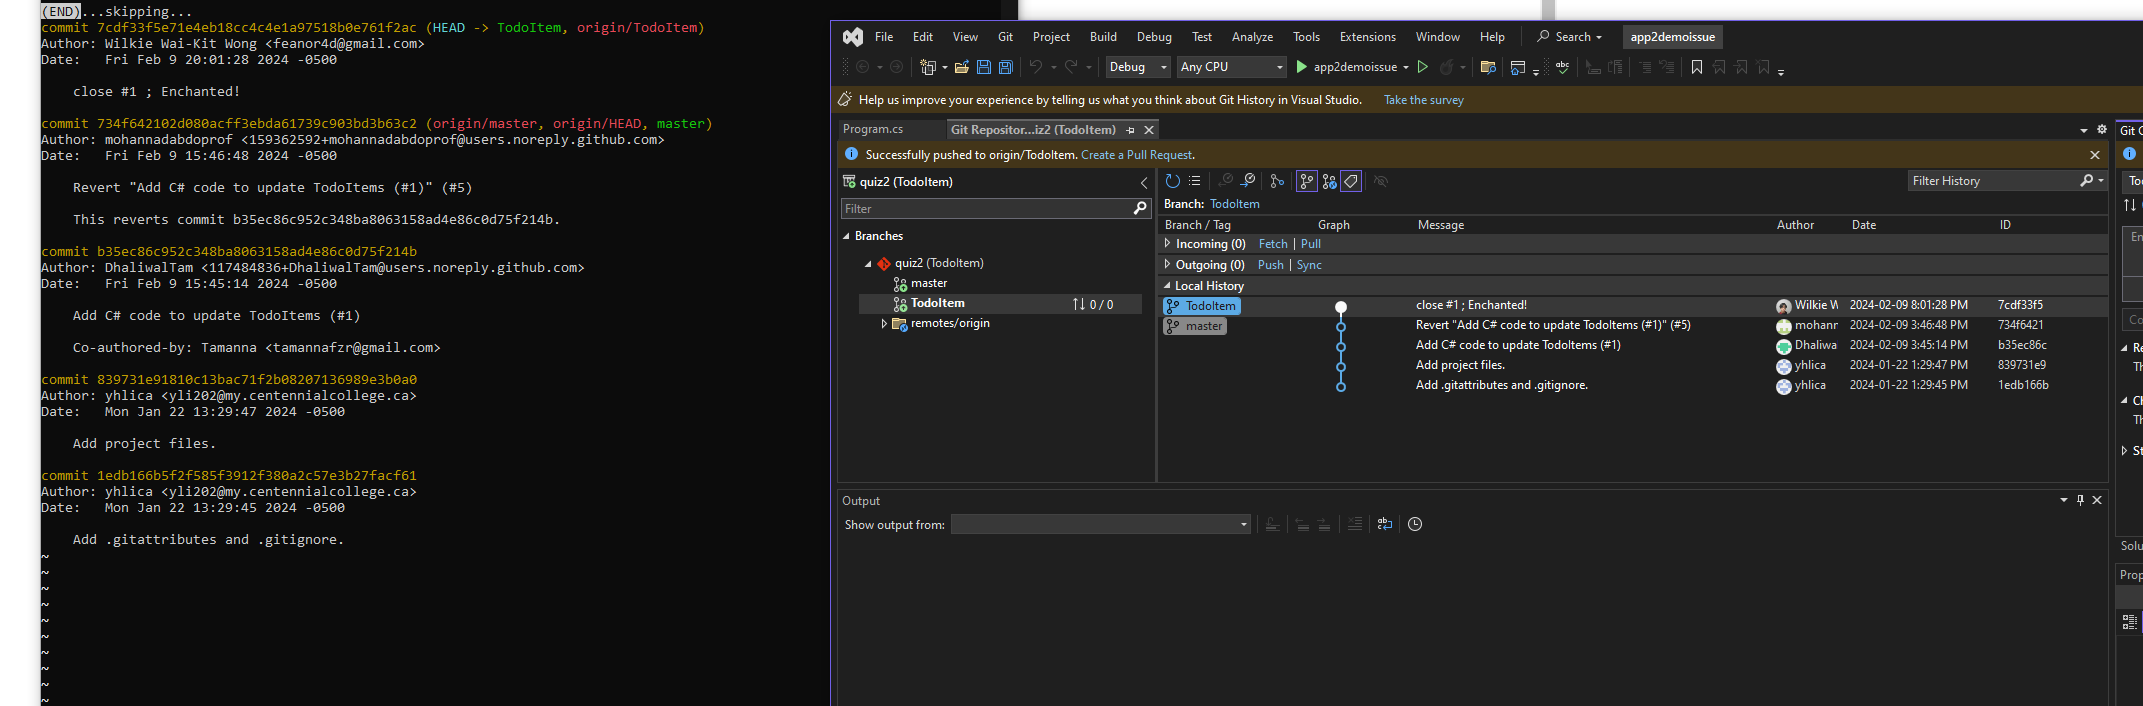 (END)...skipping...
commit 7cdf33f5e71e4eb18cc4c4e1a97518b0e761f2ac (HEAD -> TodoItem, origin/TodoItem)
Author: Wilkie Wai-Kit Wong <feanor4d@gmail.com>
Date:   Fri Feb 9 20:01:28 2024 -0500
close #1 ; Enchanted!
commit 734f642102d080acff3ebda61739c903bd3b63c2 (origin/master, origin/HEAD, master)
Author: mohannadabdoprof <159362592+mohannadabdoprof@users.noreply.github.com>
Date:   Fri Feb 9 15:46:48 2024 -0500
Revert "Add C# code to update TodoItems (#1)" (#5)
This reverts commit b35ec86c952c348ba8063158ad4e86c0d75f214b.
commit b35ec86c952c348ba8063158ad4e86c0d75f214b
Author: DhaliwalTam <117484836+DhaliwalTam@users.noreply.github.com>
Date:   Fri Feb 9 15:45:14 2024 -0500
Add C# code to update TodoItems (#1)
Co-authored-by: Tamanna <tamannafzr@gmail.com>
commit 839731e91810c13bac71f2b08207136989e3b0a0
Author: yhlica <yli202@my.centennialcollege.ca>
Date:   Mon Jan 22 13:29:47 2024 -0500
Add project files.
commit 1edb166b5f2f585f3912f380a2c57e3b27facf61
Author: yhlica <yli202@my.centennialcollege.ca>
Date:   Mon Jan 22 13:29:45 2024 -0500
Add .gitattributes and .gitignore.
~
~
~
~
~
~
~
~
~
~
File Edit View Git Project Build Debug Test Analyze Tools Extensions Window Help Search app2demoissue
Debug Any CPU app2demoissue
Help us improve your experience by telling us what you think about Git History in Visual Studio. Take the survey
Program.cs Git Repositor...iz2 (TodoItem) Git C
Successfully pushed to origin/TodoItem. Create a Pull Request.
quiz2 (TodoItem) Filter History To
Filter
Branch: TodoItem
Branch / Tag Graph Message Author Date ID
Branches
Incoming (0) Fetch | Pull
quiz2 (TodoItem)
Outgoing (0) Push | Sync
master
Local History
TodoItem 0 / 0
remotes/origin
TodoItem close #1 ; Enchanted! Wilkie W 2024-02-09 8:01:28 PM 7cdf33f5
master Revert "Add C# code to update TodoItems (#1)" (#5) mohann 2024-02-09 3:46:48 PM 734f6421
Add C# code to update TodoItems (#1) Dhaliwa 2024-02-09 3:45:14 PM b35ec86c
Add project files. yhlica 2024-01-22 1:29:47 PM 839731e9
Add .gitattributes and .gitignore. yhlica 2024-01-22 1:29:45 PM 1edb166b
En
Co
Re
Th
Ch
Th
St
Output
Show output from:
Solu
Prop